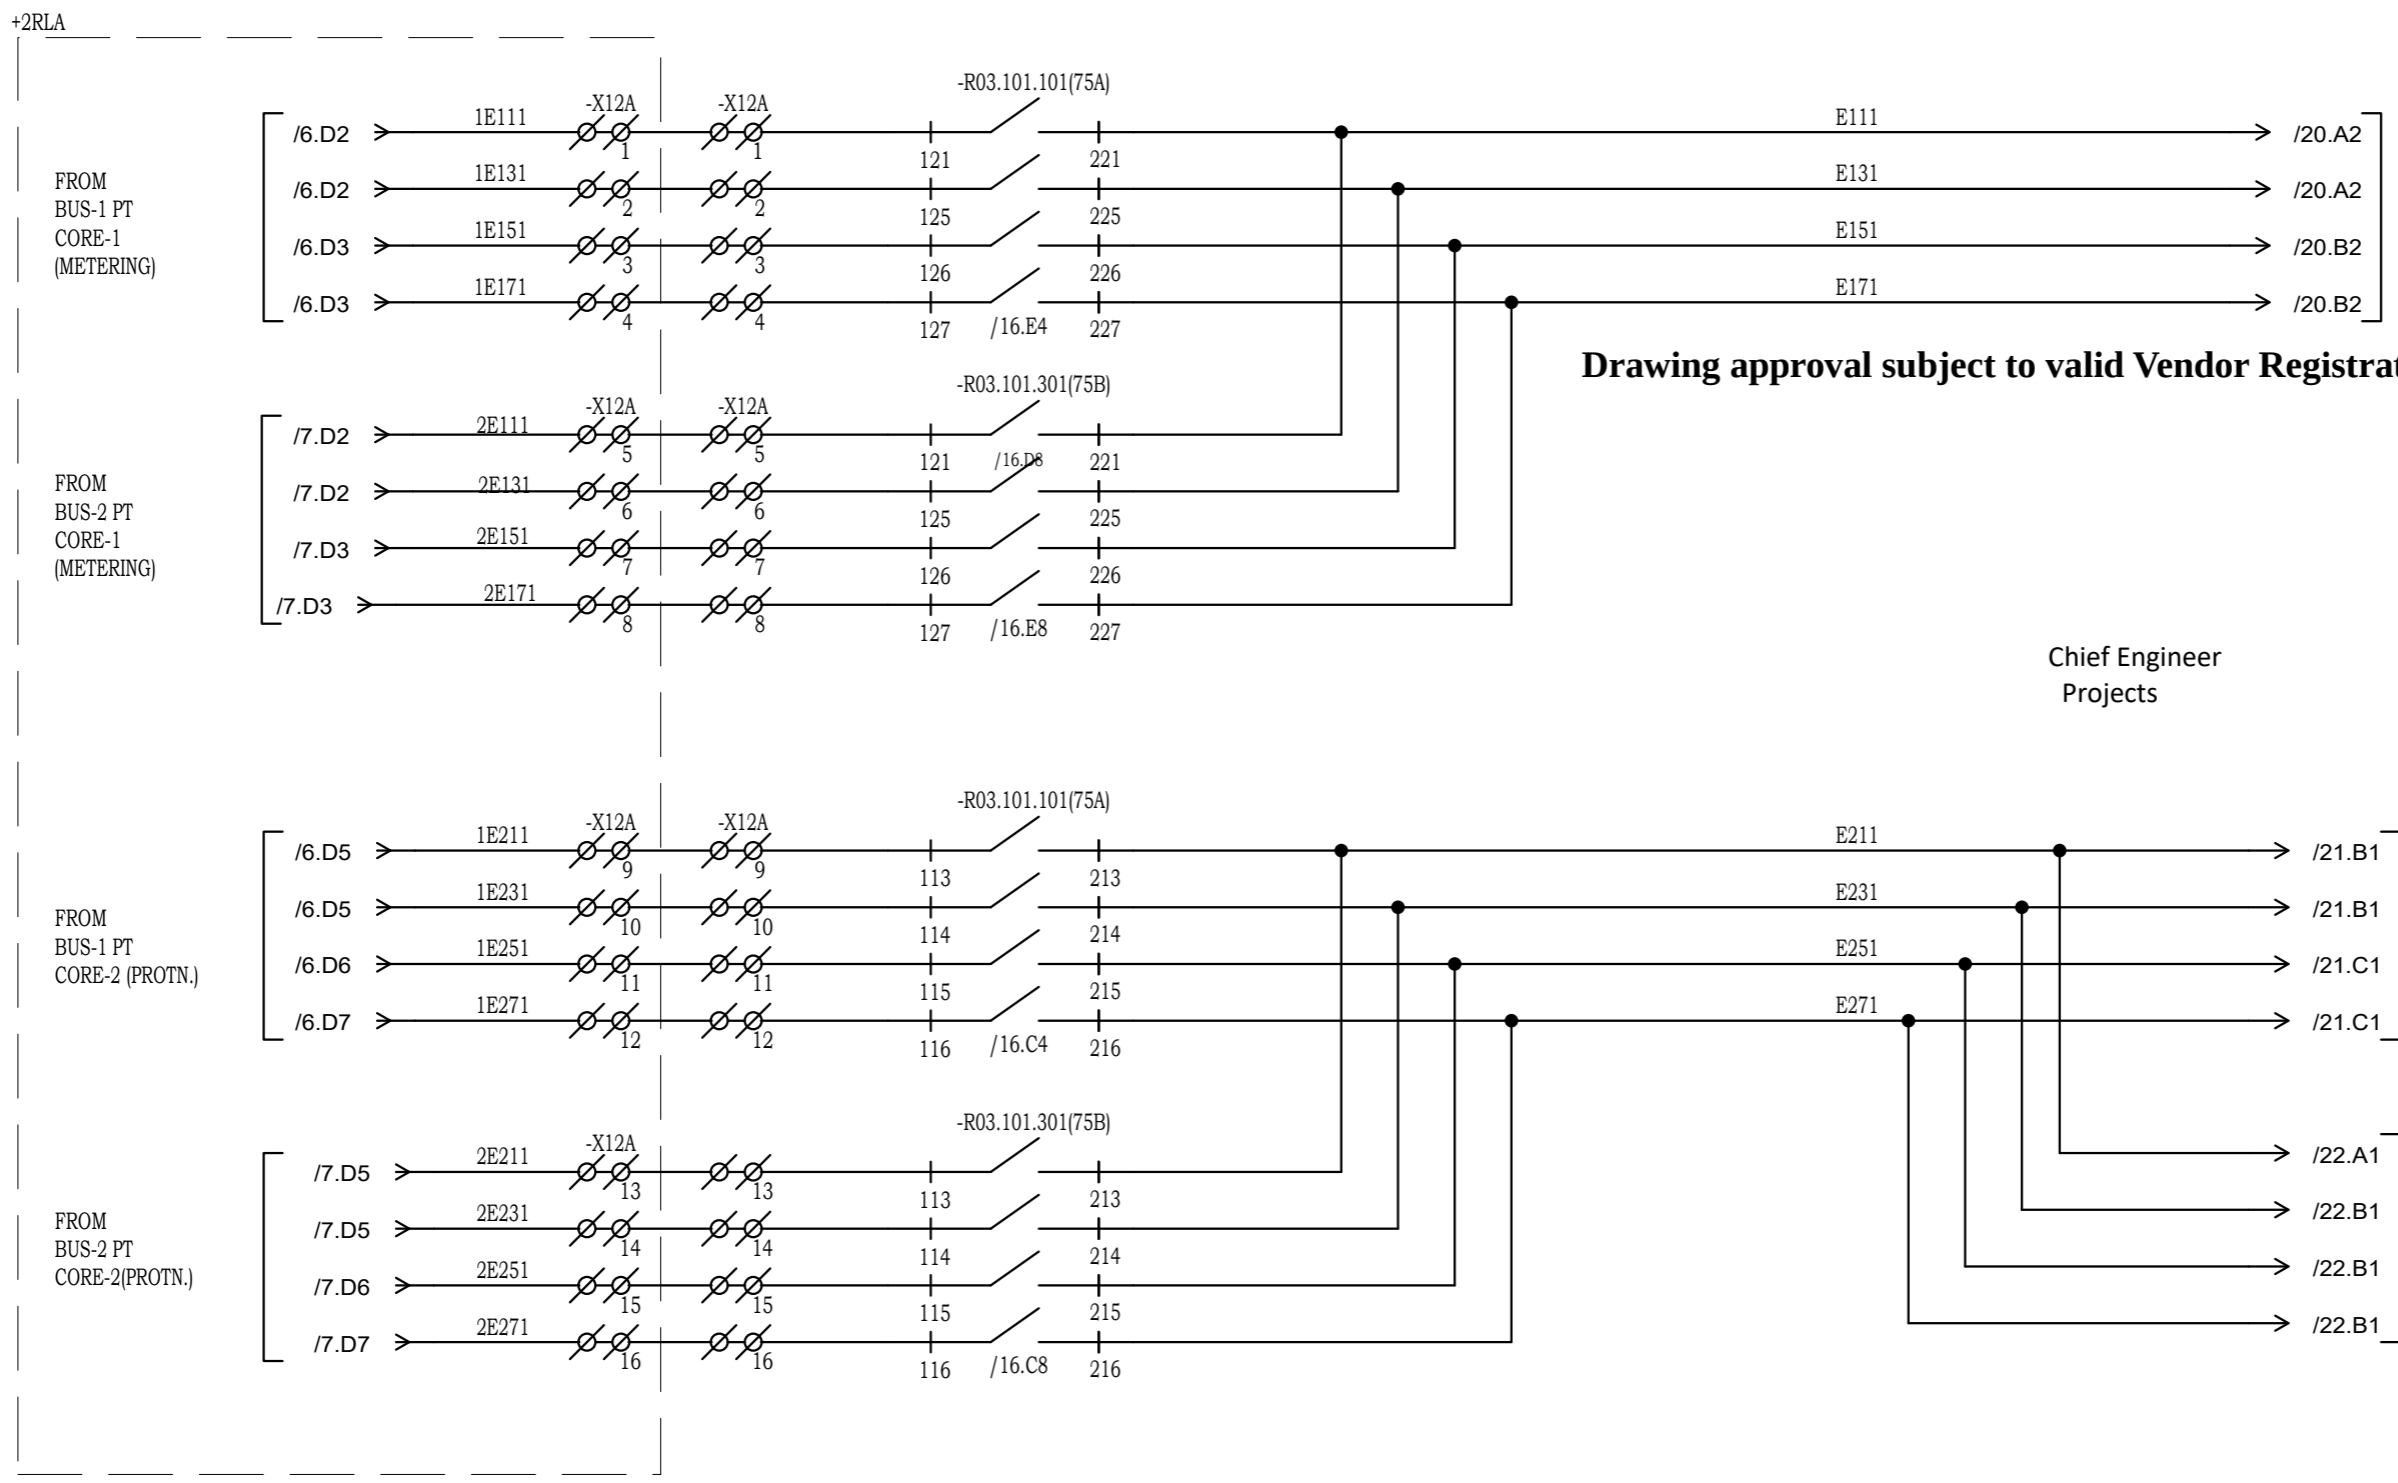 +2RLA
-R03.101.101(75A)
-X12A -X12A
/6.D2 1E111 1 1 121 221 E111 /20.A2
/6.D2 1E131 2 2 125 225 E131 /20.A2
/6.D3 1E151 3 3 126 226 E151 /20.B2
/6.D3 1E171 4 4 127 /16.E4 227 E171 /20.B2
FROM
BUS-1 PT
CORE-1
(METERING)
Drawing approval subject to valid Vendor Registrat
-R03.101.301(75B)
-X12A -X12A
/7.D2 2E111 5 5 121 /16.D8 221
/7.D2 2E131 6 6 125 225
/7.D3 2E151 7 7 126 226
/7.D3 2E171 8 8 127 /16.E8 227
FROM
BUS-2 PT
CORE-1
(METERING)
Chief Engineer
Projects
-R03.101.101(75A)
-X12A -X12A
/6.D5 1E211 9 9 113 213 E211 /21.B1
/6.D5 1E231 10 10 114 214 E231 /21.B1
/6.D6 1E251 11 11 115 215 E251 /21.C1
/6.D7 1E271 12 12 116 /16.C4 216 E271 /21.C1
FROM
BUS-1 PT
CORE-2 (PROTN.)
-R03.101.301(75B)
-X12A
/7.D5 2E211 13 13 113 213 /22.A1
/7.D5 2E231 14 14 114 214 /22.B1
/7.D6 2E251 15 15 115 215 /22.B1
/7.D7 2E271 16 16 116 /16.C8 216 /22.B1
FROM
BUS-2 PT
CORE-2(PROTN.)